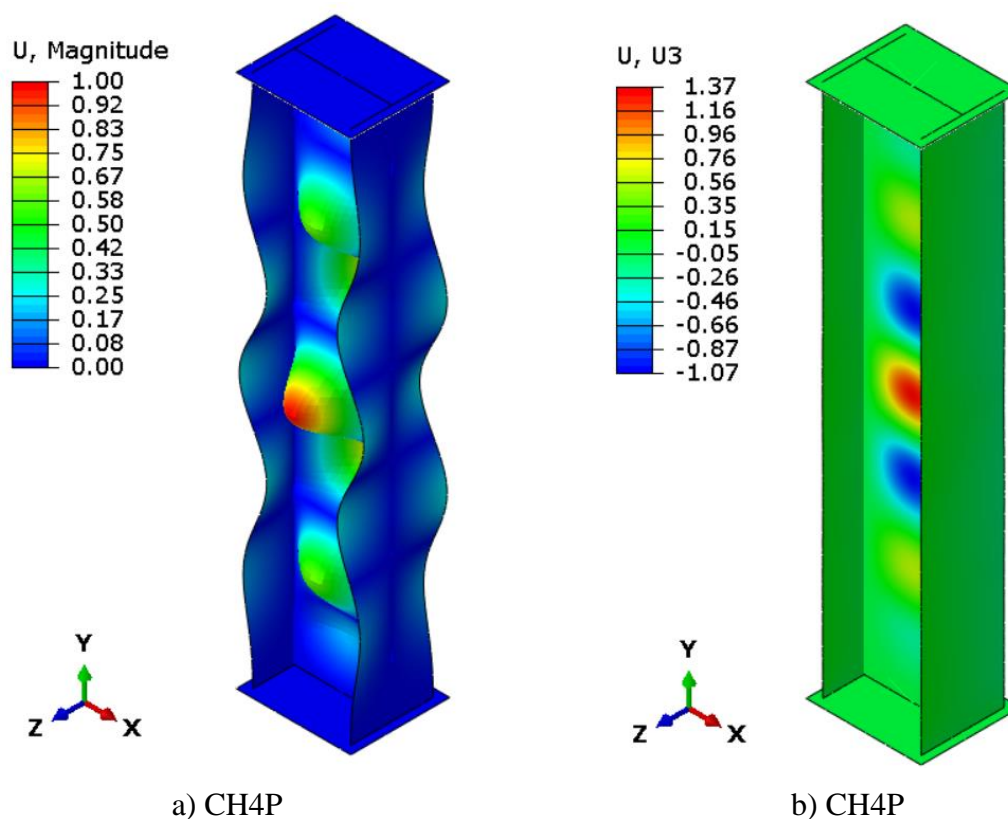 U, Magnitude
1.00
0.92
0.83
0.75
0.67
0.58
0.50
0.42
0.33
0.25
0.17
0.08
0.00
Y
Z
X
a) CH4P
U, U3
1.37
1.16
0.96
0.76
0.56
0.35
0.15
-0.05
-0.26
-0.46
-0.66
-0.87
-1.07
Y
Z
X
b) CH4P